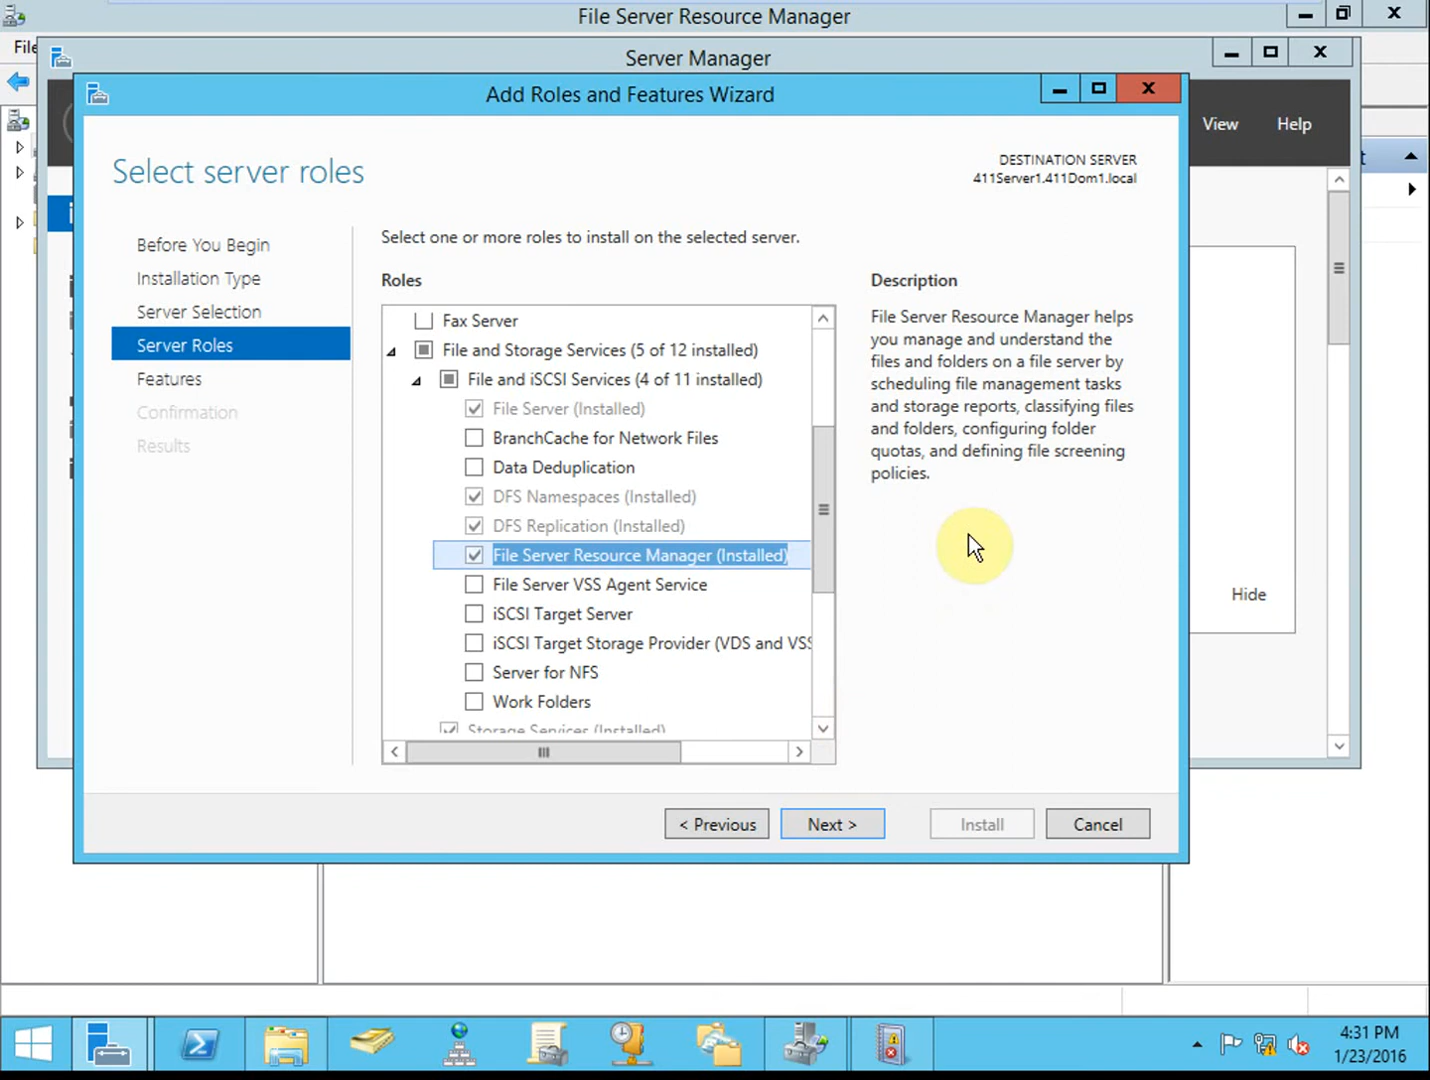 File Server Resource Manager
File
Server Manager
Add Roles and Features Wizard
View
Help
Select server roles
DESTINATION SERVER
411Server1.411Dom1.local
Before You Begin
Installation Type
Server Selection
Server Roles
Features
Confirmation
Results
Select one or more roles to install on the selected server.
Roles
Fax Server
File and Storage Services (5 of 12 installed)
File and iSCSI Services (4 of 11 installed)
File Server (Installed)
BranchCache for Network Files
Data Deduplication
DFS Namespaces (Installed)
DFS Replication (Installed)
File Server Resource Manager (Installed)
File Server VSS Agent Service
iSCSI Target Server
iSCSI Target Storage Provider (VDS and VSS
Server for NFS
Work Folders
Storage Services (Installed)
Description
File Server Resource Manager helps
you manage and understand the
files and folders on a file server by
scheduling file management tasks
and storage reports, classifying files
and folders, configuring folder
quotas, and defining file screening
policies.
Hide
< Previous
Next >
Install
Cancel
4:31 PM
1/23/2016